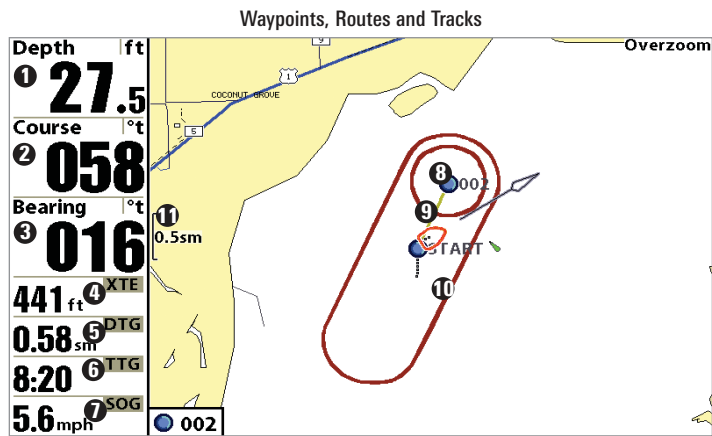 Waypoints, Routes and Tracks
Depth ft
1 27.5
Course °t
2 058
Bearing °t
3 016
441 ft 4 XTE
0.58 sm 5 DTG
8:20 6 TTG
5.6 mph 7 SOG
Overzoom
9
1
COCONUT GROVE
5
11
0.5sm
8 002
9
START
10
002